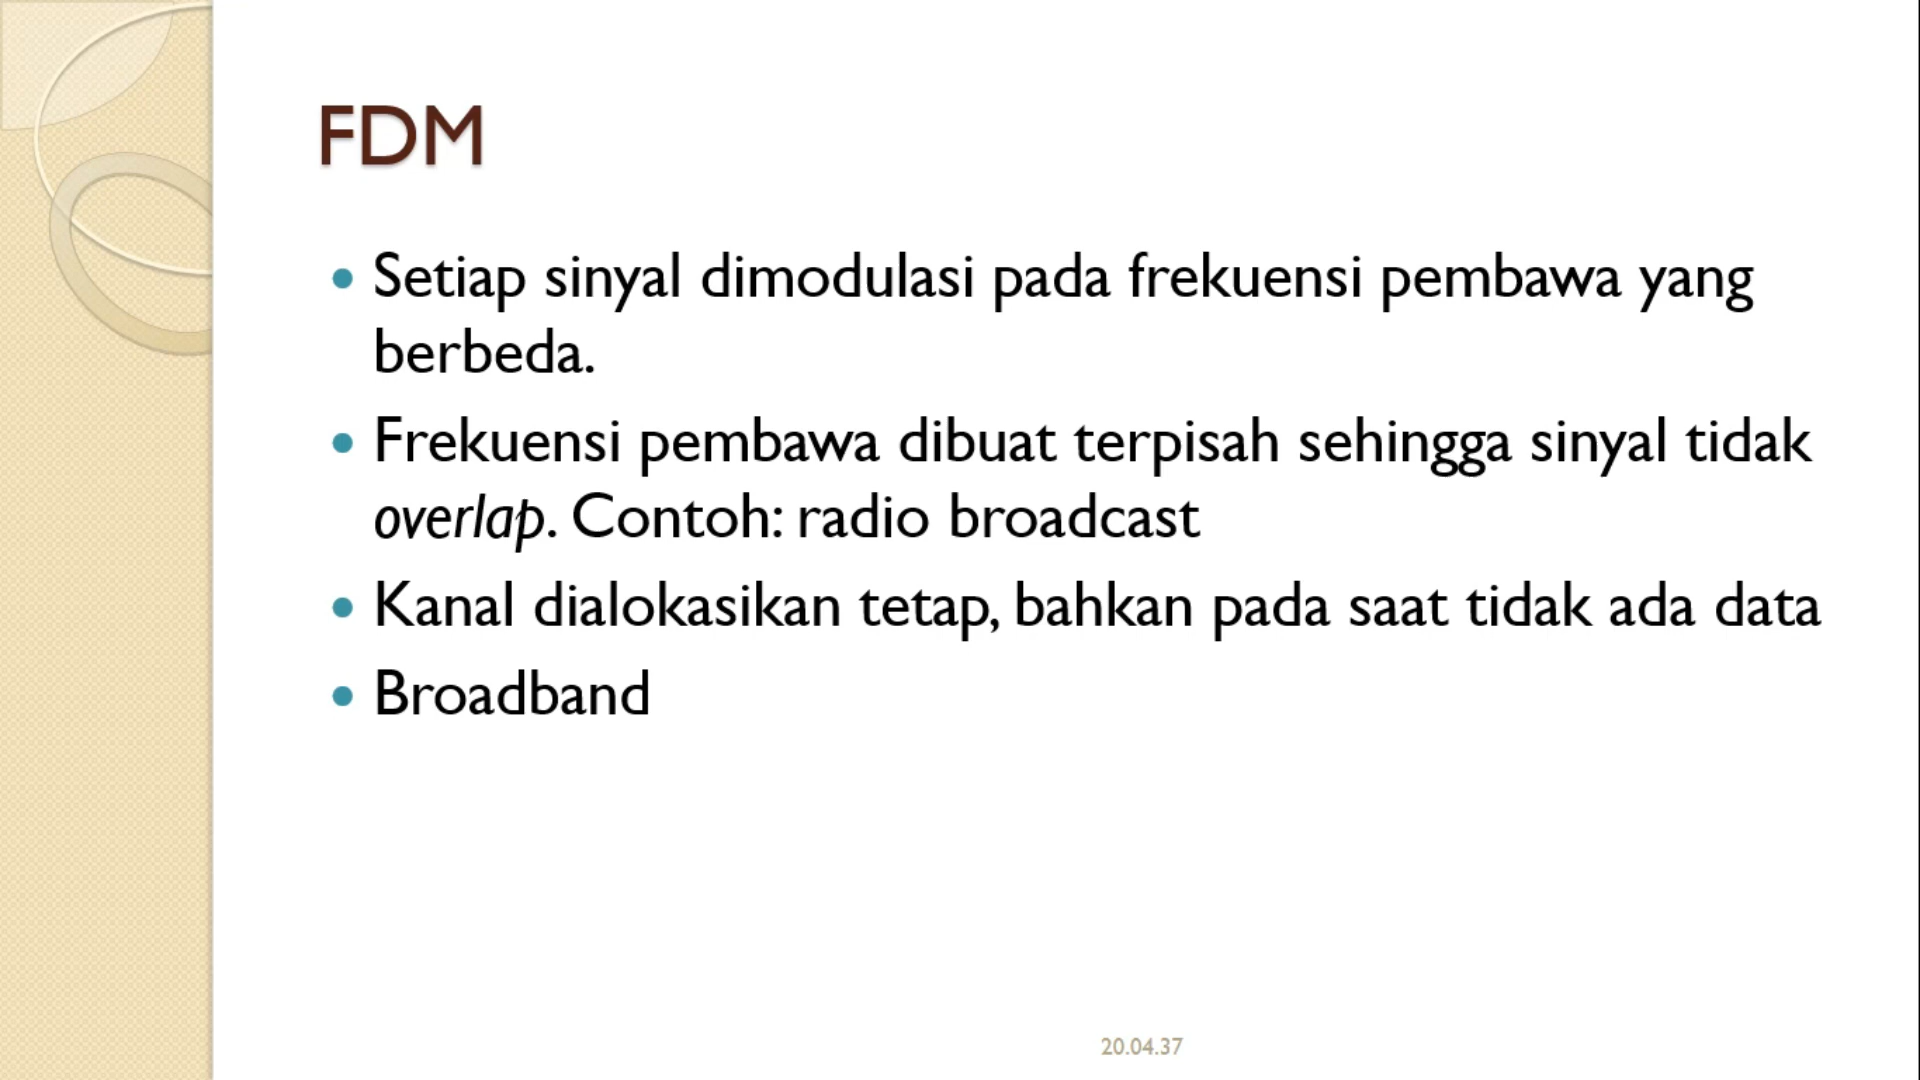 FDM
• Setiap sinyal dimodulasi pada frekuensi pembawa yang
berbeda.
• Frekuensi pembawa dibuat terpisah sehingga sinyal tidak
overlap. Contoh: radio broadcast
• Kanal dialokasikan tetap, bahkan pada saat tidak ada data
• Broadband
20.04.37